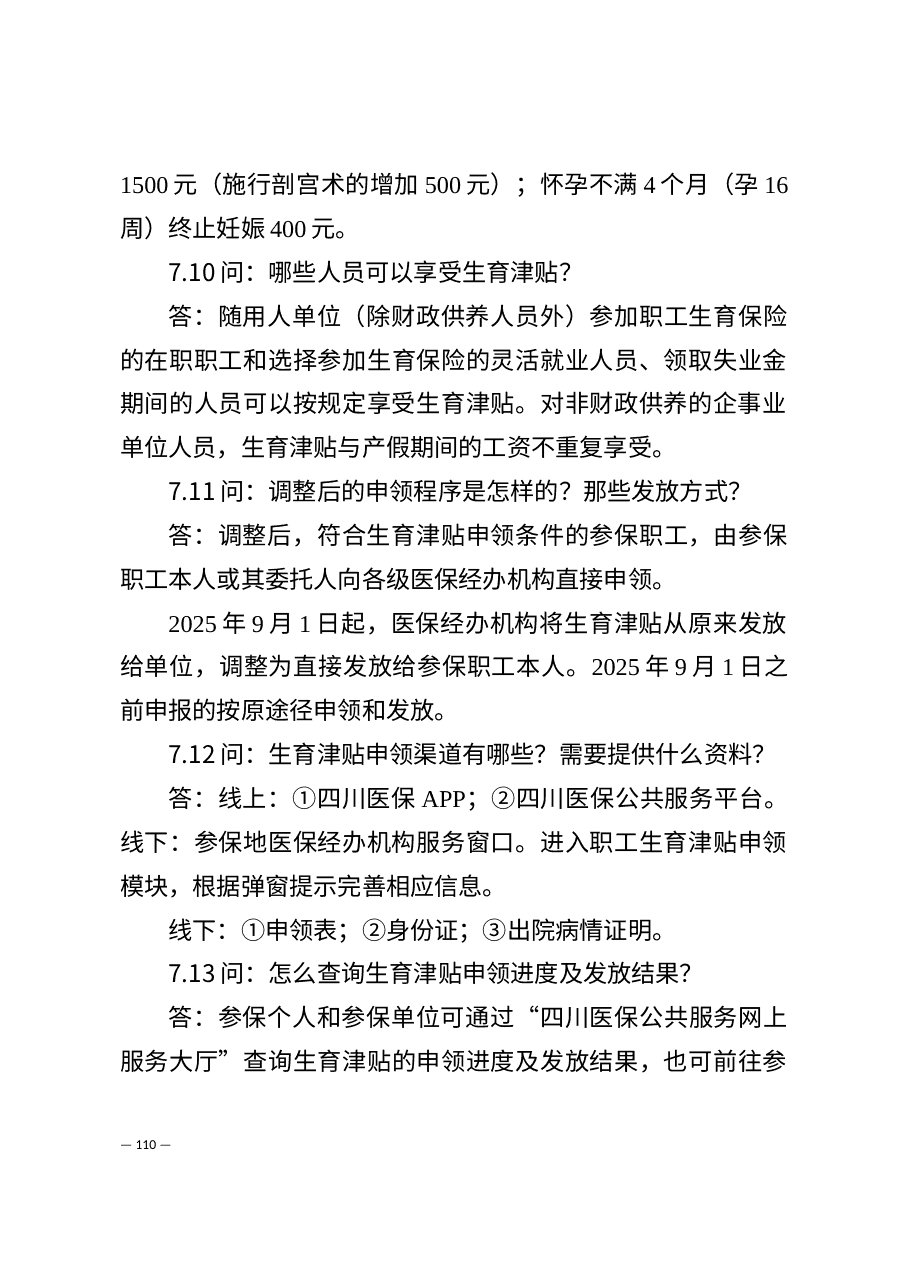 1500 元（施行剖宫术的增加 500 元）；怀孕不满 4 个月（孕 16
周）终止妊娠 400 元。
7.10 问：哪些人员可以享受生育津贴？
答：随用人单位（除财政供养人员外）参加职工生育保险
的在职职工和选择参加生育保险的灵活就业人员、领取失业金
期间的人员可以按规定享受生育津贴。对非财政供养的企事业
单位人员，生育津贴与产假期间的工资不重复享受。
7.11 问：调整后的申领程序是怎样的？那些发放方式？
答：调整后，符合生育津贴申领条件的参保职工，由参保
职工本人或其委托人向各级医保经办机构直接申领。
2025 年 9 月 1 日起，医保经办机构将生育津贴从原来发放
给单位，调整为直接发放给参保职工本人。2025 年 9 月 1 日之
前申报的按原途径申领和发放。
7.12 问：生育津贴申领渠道有哪些？需要提供什么资料？
答：线上：①四川医保 APP；②四川医保公共服务平台。
线下：参保地医保经办机构服务窗口。进入职工生育津贴申领
模块，根据弹窗提示完善相应信息。
线下：①申领表；②身份证；③出院病情证明。
7.13 问：怎么查询生育津贴申领进度及发放结果？
答：参保个人和参保单位可通过“四川医保公共服务网上
服务大厅”查询生育津贴的申领进度及发放结果，也可前往参
— 110 —